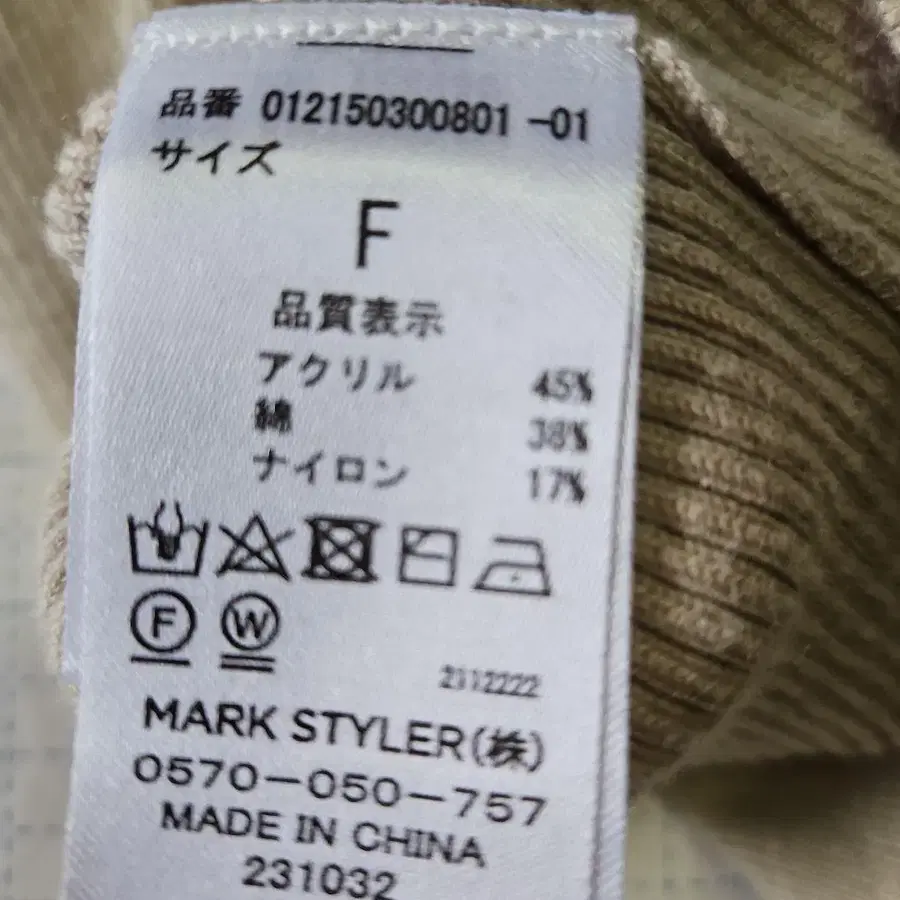 品番 012150300801 -01
サイズ
F
品質表示
アクリル 45%
綿 38%
ナイロン 17%
F W
2112222
MARK STYLER(株)
0570-050-757
MADE IN CHINA
231032